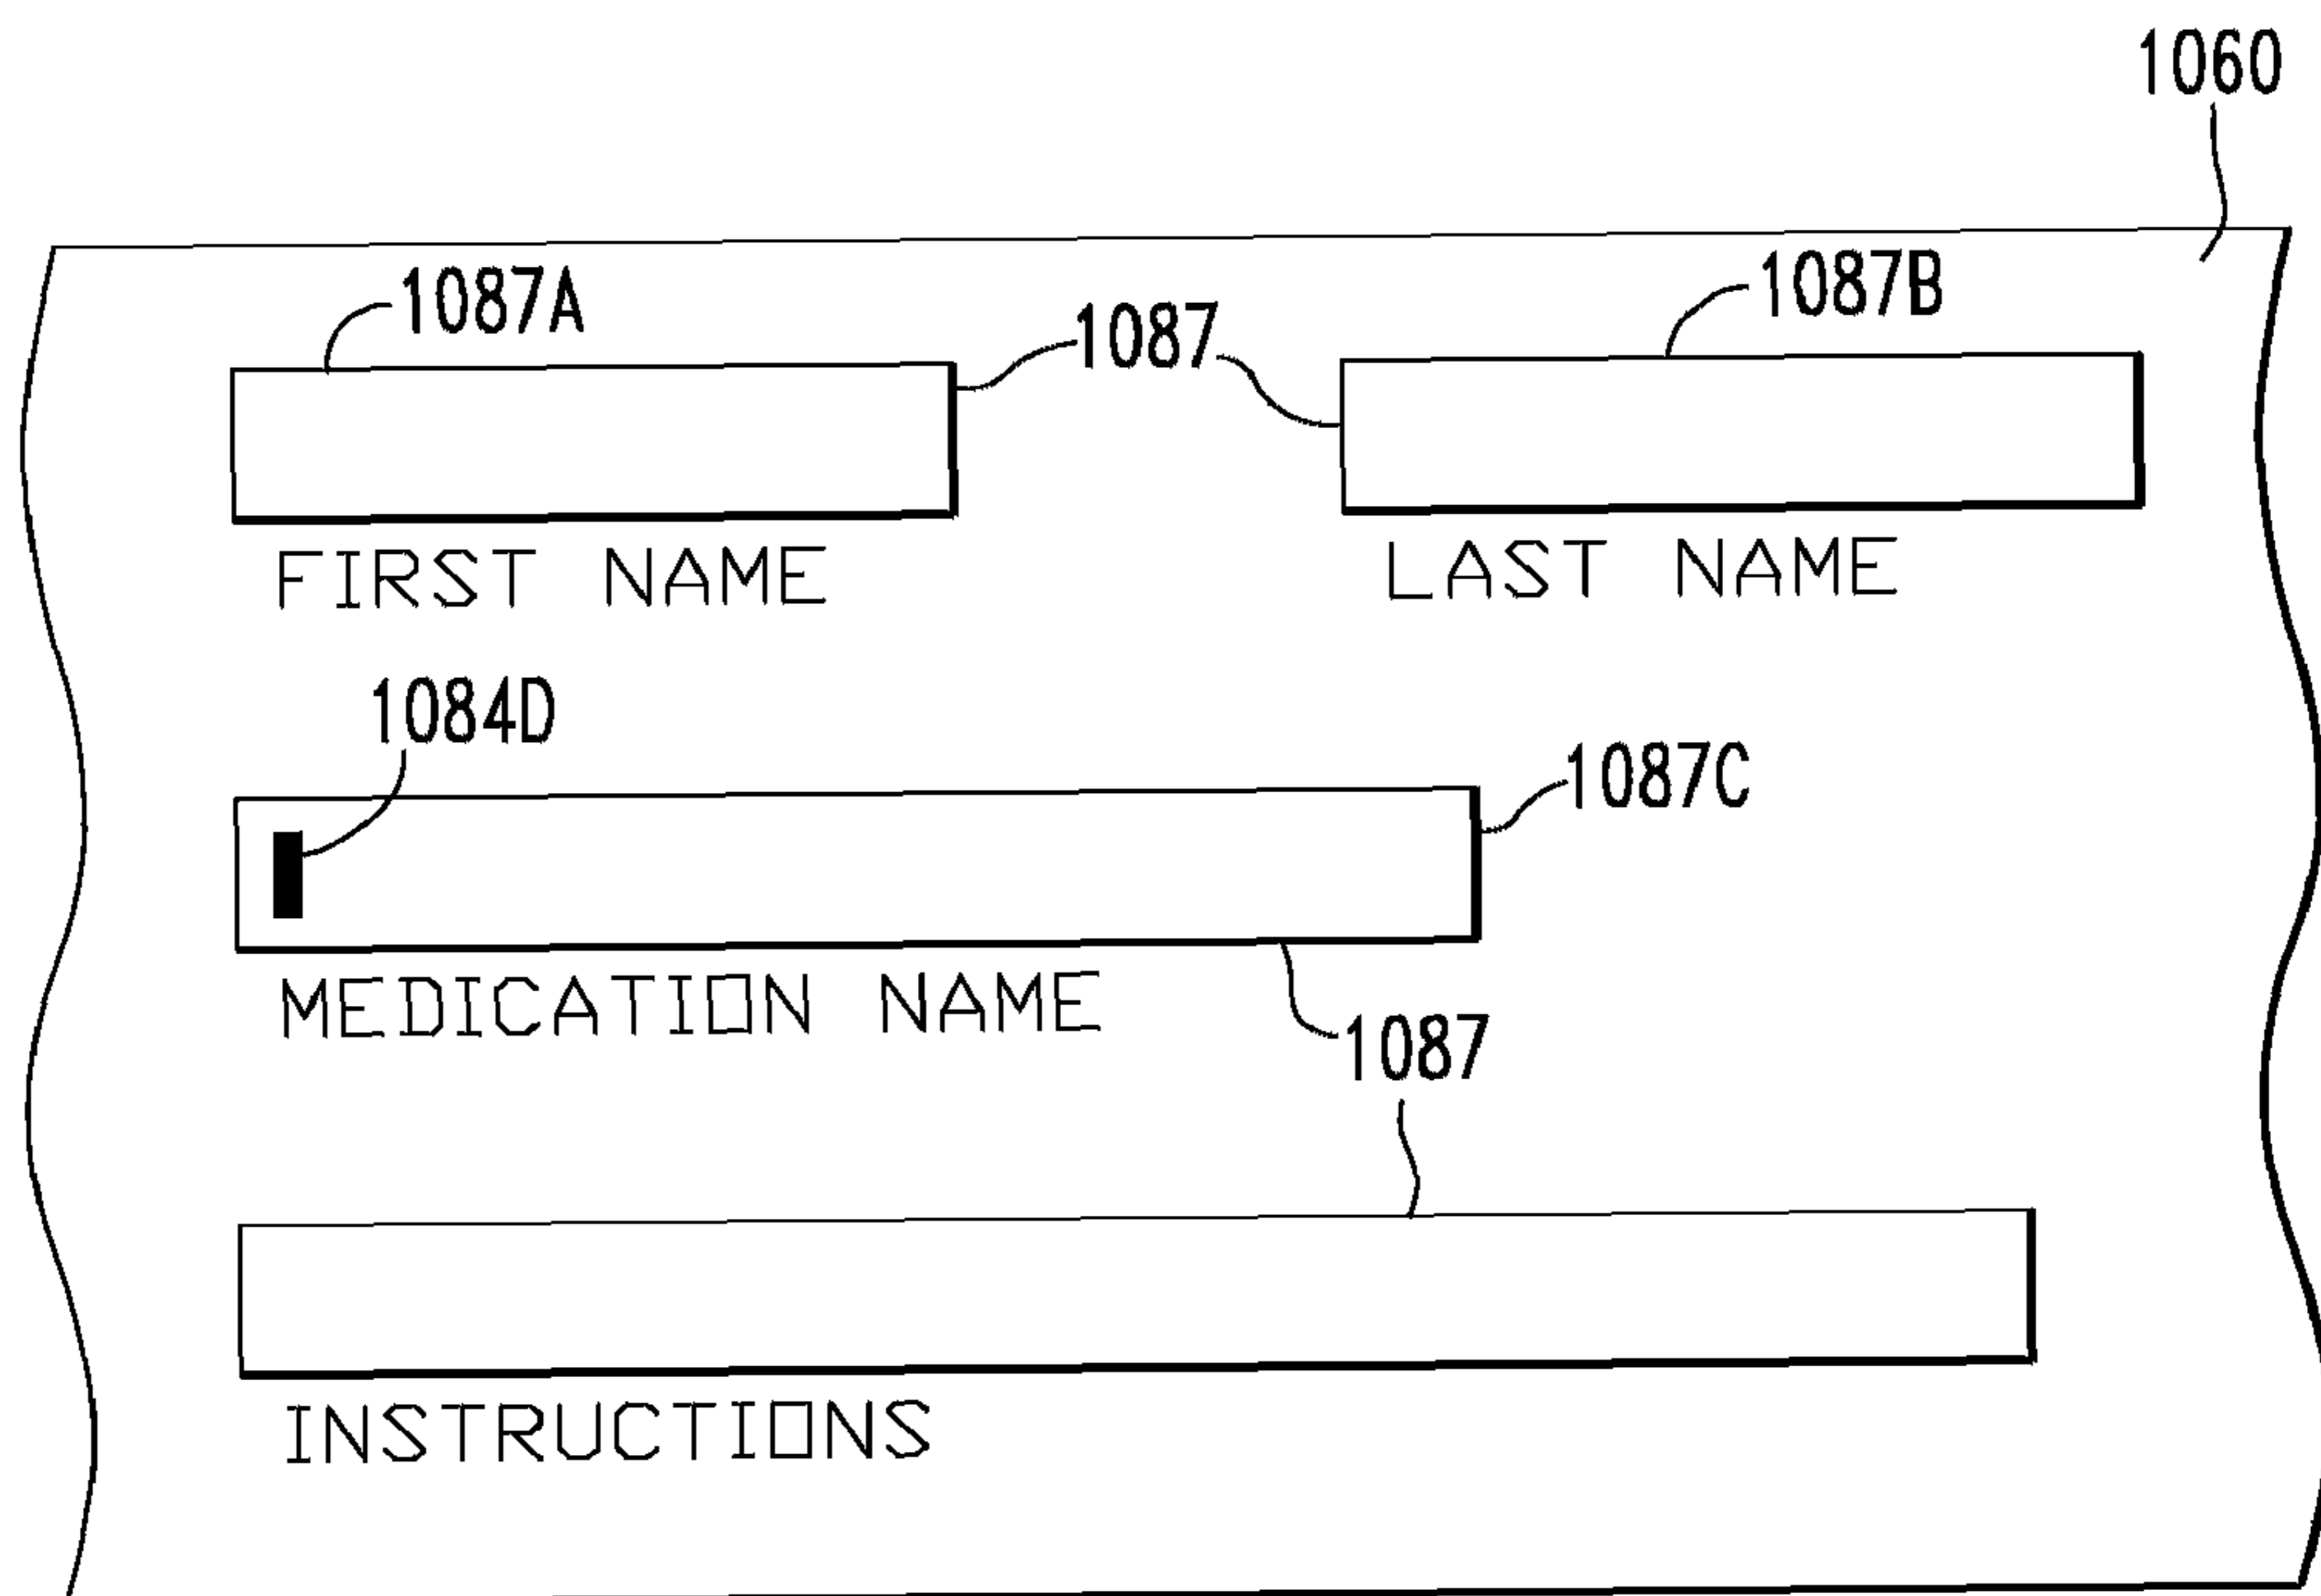 1060
1087A 1087 1087B
FIRST NAME LAST NAME
1084D
1087C
MEDICATION NAME
1087
INSTRUCTIONS